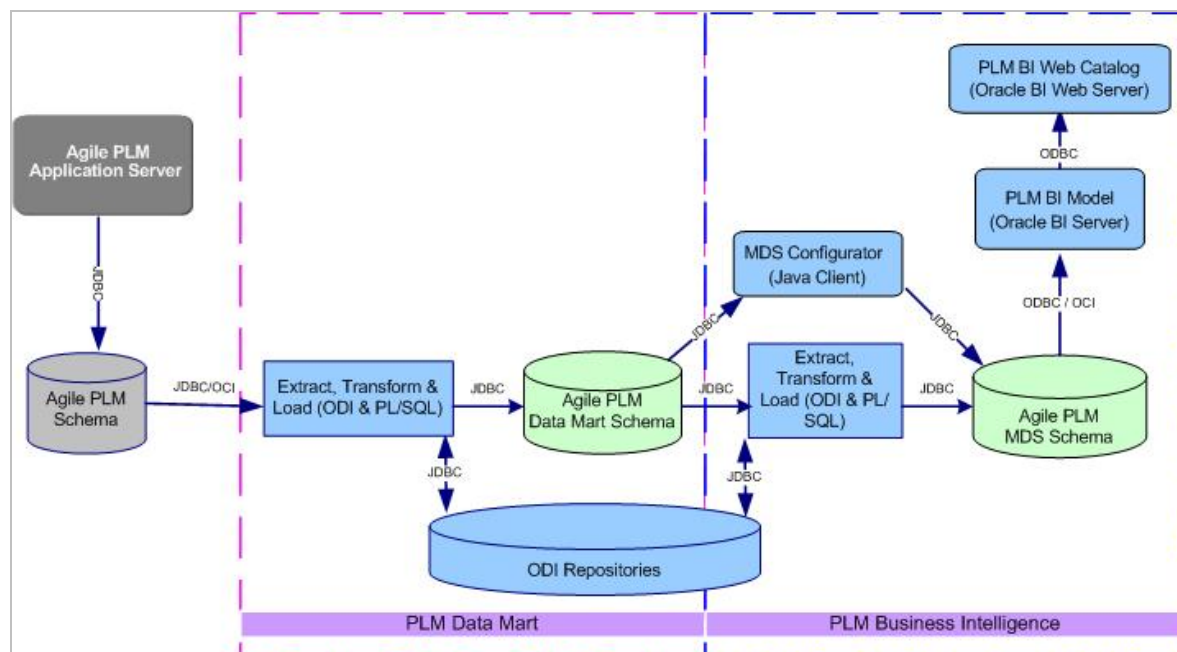 PLM BI Web Catalog
(Oracle BI Web Server)
ODBC
Agile PLM
Application Server
PLM BI Model
(Oracle BI Server)
JDBC
MDS Configurator
(Java Client)
ODBC / OCI
JDBC
JDBC
Agile PLM
Schema
JDBC/OCI
Extract, Transform &
Load (ODI & PL/SQL)
JDBC
Agile PLM
Data Mart Schema
JDBC
Extract,
Transform &
Load (ODI & PL/
SQL)
JDBC
Agile PLM
MDS Schema
JDBC
JDBC
ODI Repositories
PLM Data Mart
PLM Business Intelligence